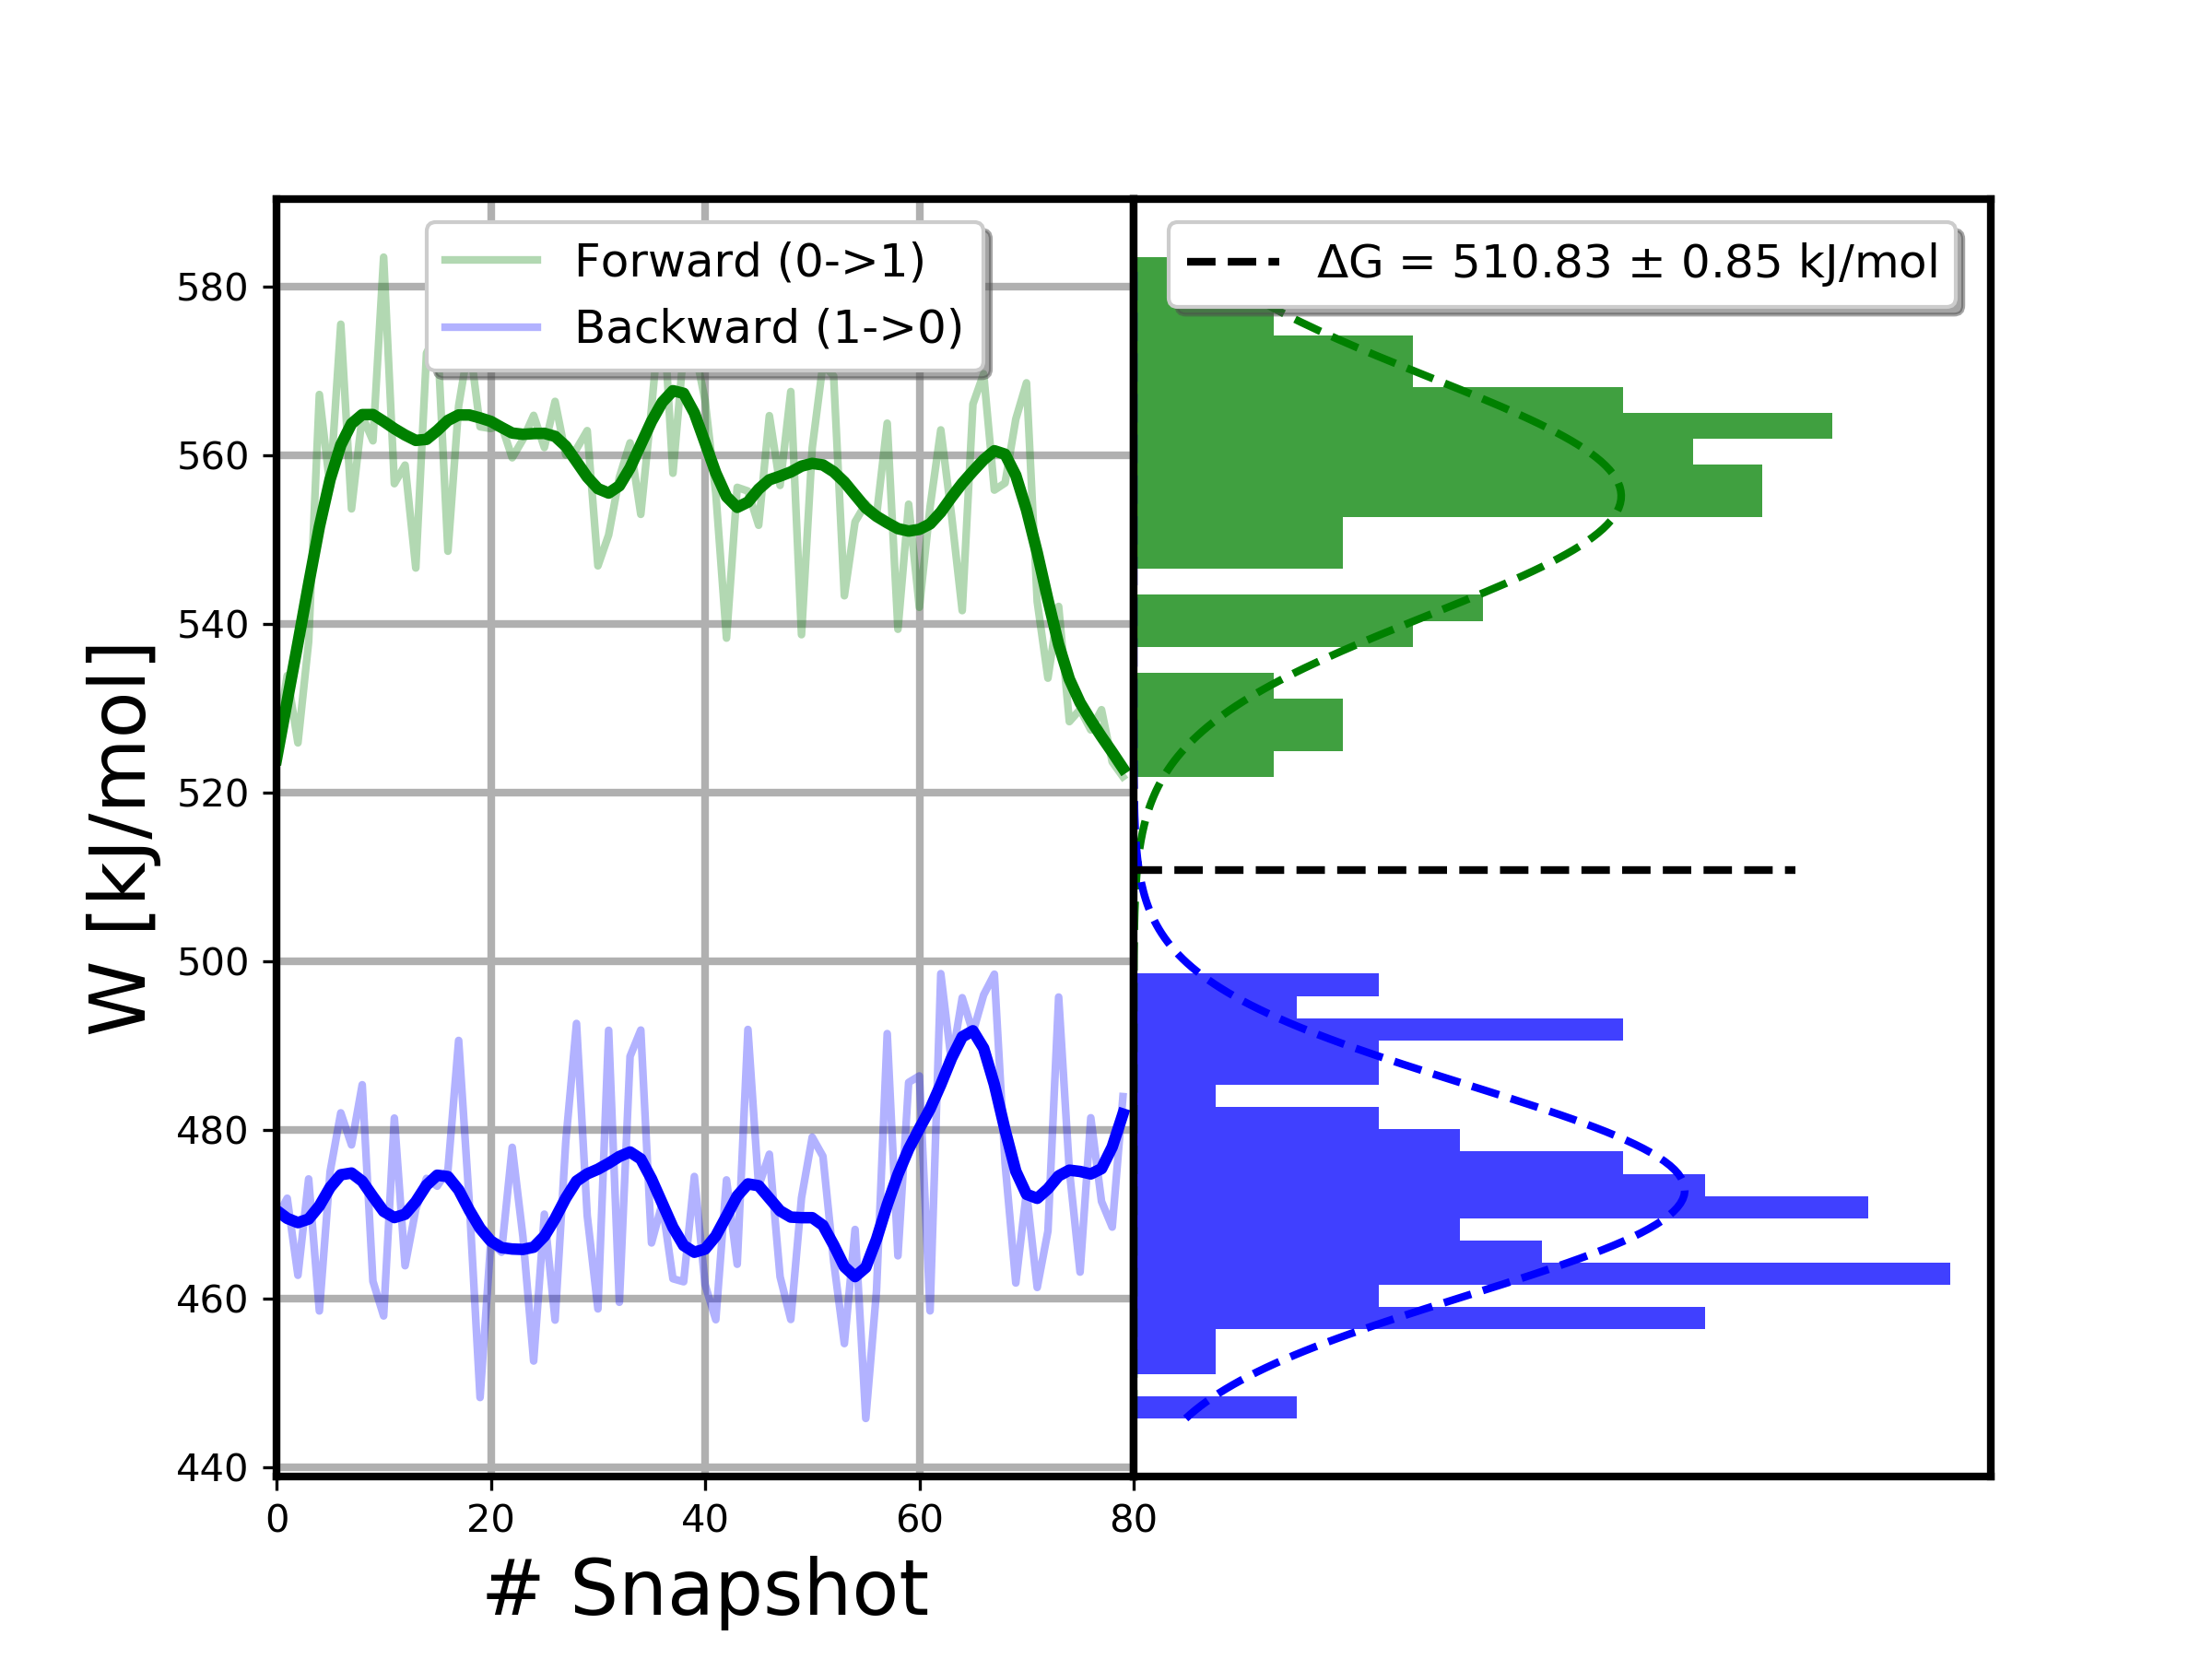 Forward (0->1)
Backward (1->0)
ΔG = 510.83 ± 0.85 kJ/mol
580
560
540
520
500
480
460
440
W [kJ/mol]
0 20 40 60 80
# Snapshot